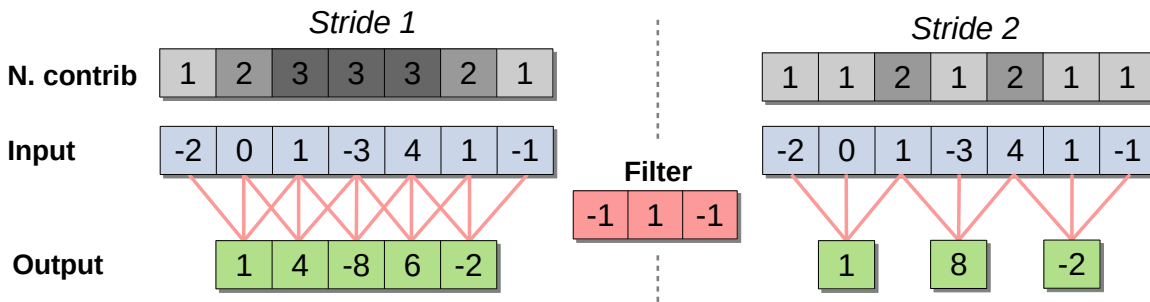 Stride 1
Stride 2
N. contrib 1 2 3 3 3 2 1
1 1 2 1 2 1 1
Input -2 0 1 -3 4 1 -1
-2 0 1 -3 4 1 -1
Filter
-1 1 -1
Output 1 4 -8 6 -2
1 8 -2